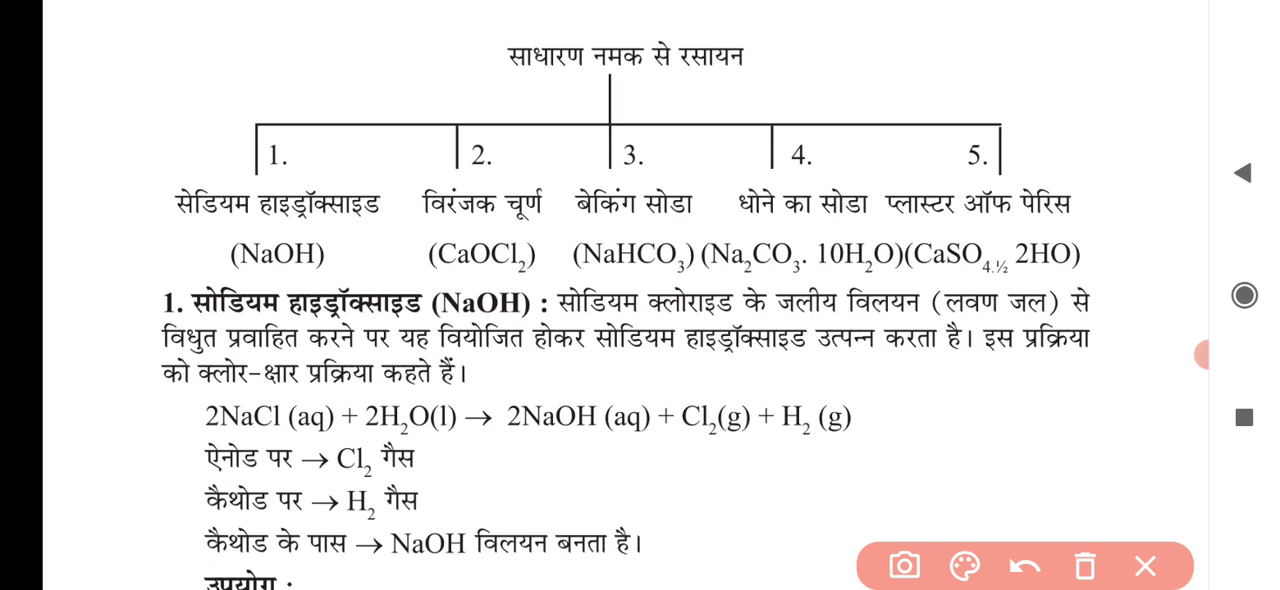 साधारण नमक से रसायन
1. 2. 3. 4. 5.
सेडियम हाइड्रॉक्साइड विरंजक चूर्ण बेकिंग सोडा धोने का सोडा प्लास्टर ऑफ पेरिस
(NaOH) (CaOCl₂) (NaHCO₃) (Na₂CO₃. 10H₂O)(CaSO₄.½ 2HO)
1. सोडियम हाइड्रॉक्साइड (NaOH) : सोडियम क्लोराइड के जलीय विलयन (लवण जल) से
विधुत प्रवाहित करने पर यह वियोजित होकर सोडियम हाइड्रॉक्साइड उत्पन्न करता है। इस प्रक्रिया
को क्लोर-क्षार प्रक्रिया कहते हैं।
2NaCl (aq) + 2H₂O(l) → 2NaOH (aq) + Cl₂(g) + H₂ (g)
ऐनोड पर → Cl₂ गैस
कैथोड पर → H₂ गैस
कैथोड के पास → NaOH विलयन बनता है।
उपयोग :